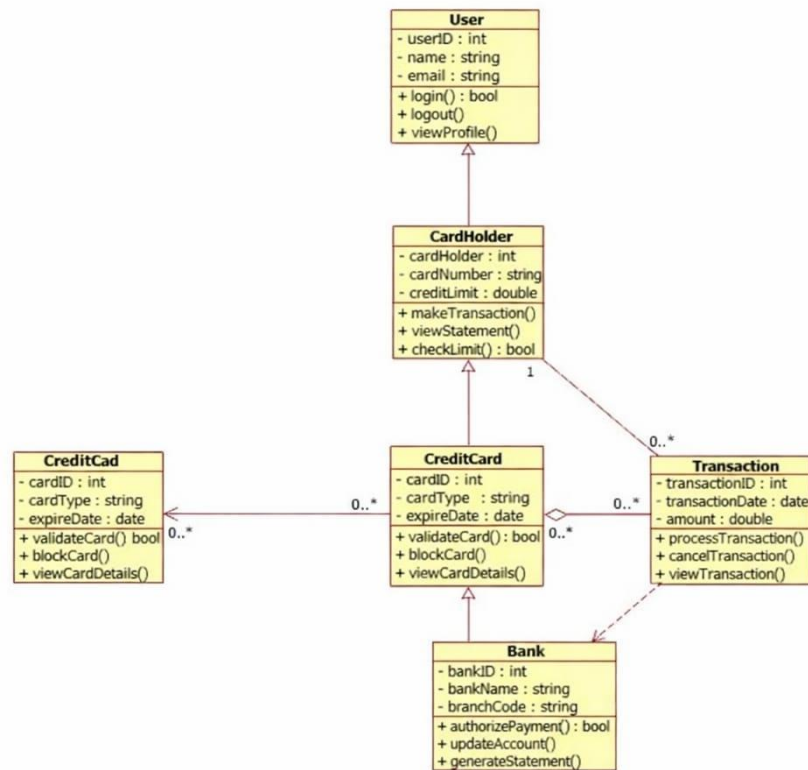 User
- userID : int
- name : string
- email : string
+ login() : bool
+ logout()
+ viewProfile()
CardHolder
- cardHolder : int
- cardNumber : string
- creditLimit : double
+ makeTransaction()
+ viewStatement()
+ checkLimit() : bool
1
0..*
CreditCad
- cardID : int
- cardType : string
- expireDate : date
+ validateCard() bool
+ blockCard()
+ viewCardDetails()
0..*
0..*
CreditCard
- cardID : int
- cardType : string
- expireDate : date
+ validateCard() : bool
+ blockCard()
+ viewCardDetails()
0..*
0..*
Transaction
- transactionID : int
- transactionDate : date
- amount : double
+ processTransaction()
+ cancelTransaction()
+ viewTransaction()
Bank
- bankID : int
- bankName : string
- branchCode : string
+ authorizePayment() : bool
+ updateAccount()
+ generateStatement()